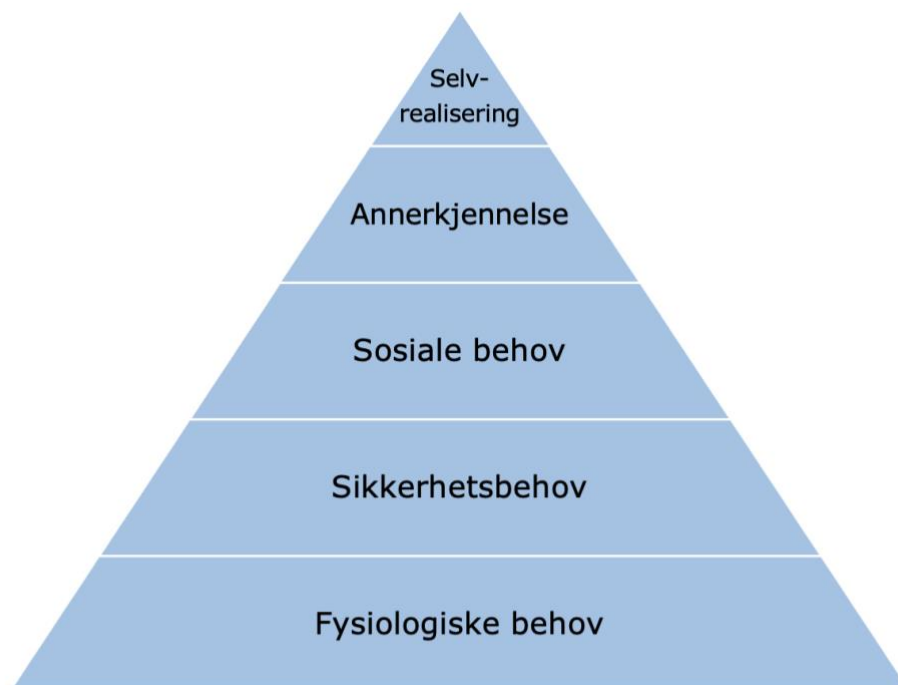 Selv-
realisering
Annerkjennelse
Sosiale behov
Sikkerhetsbehov
Fysiologiske behov